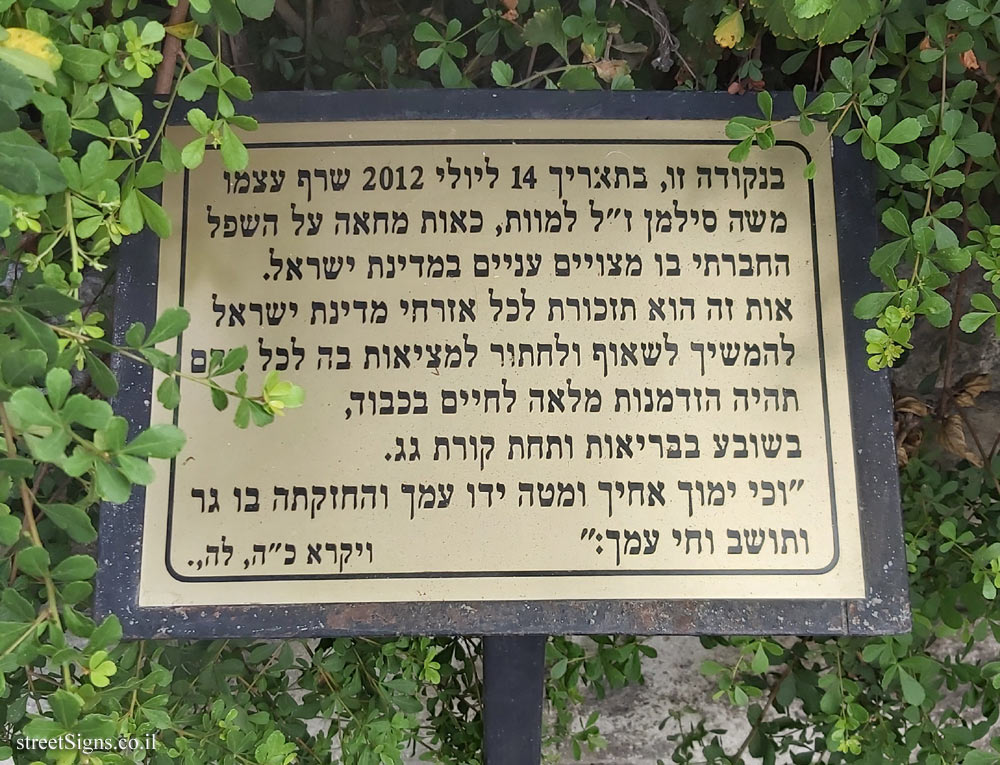 בנקודה זו, בתאריך 14 ליולי 2012 שרף עצמו
משה סילמן ז״ל למוות, כאות מחאה על השפל
החברתי בו מצויים עניים במדינת ישראל.
אות זה הוא תזכורת לכל אזרחי מדינת ישראל
להמשיך לשאוף ולחתור למציאות בה לכל
תהיה הזדמנות מלאה לחיים בכבוד,
בשובע בבריאות ותחת קורת גג.
״וכי ימוך אחיך ומטה ידו עמך והחזקתה בו גר
ותושב וחי עמך:״ ויקרא כ״ה, לה,.
streetSigns.co.il